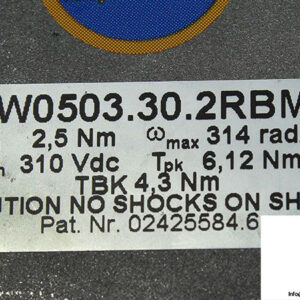 W0503.30.2RBM
2,5 Nm ωmax 314 rad
310 Vdc Tpk 6,12 Nm
TBK 4,3 Nm
UTION NO SHOCKS ON SH
Pat. Nr. 02425584.6